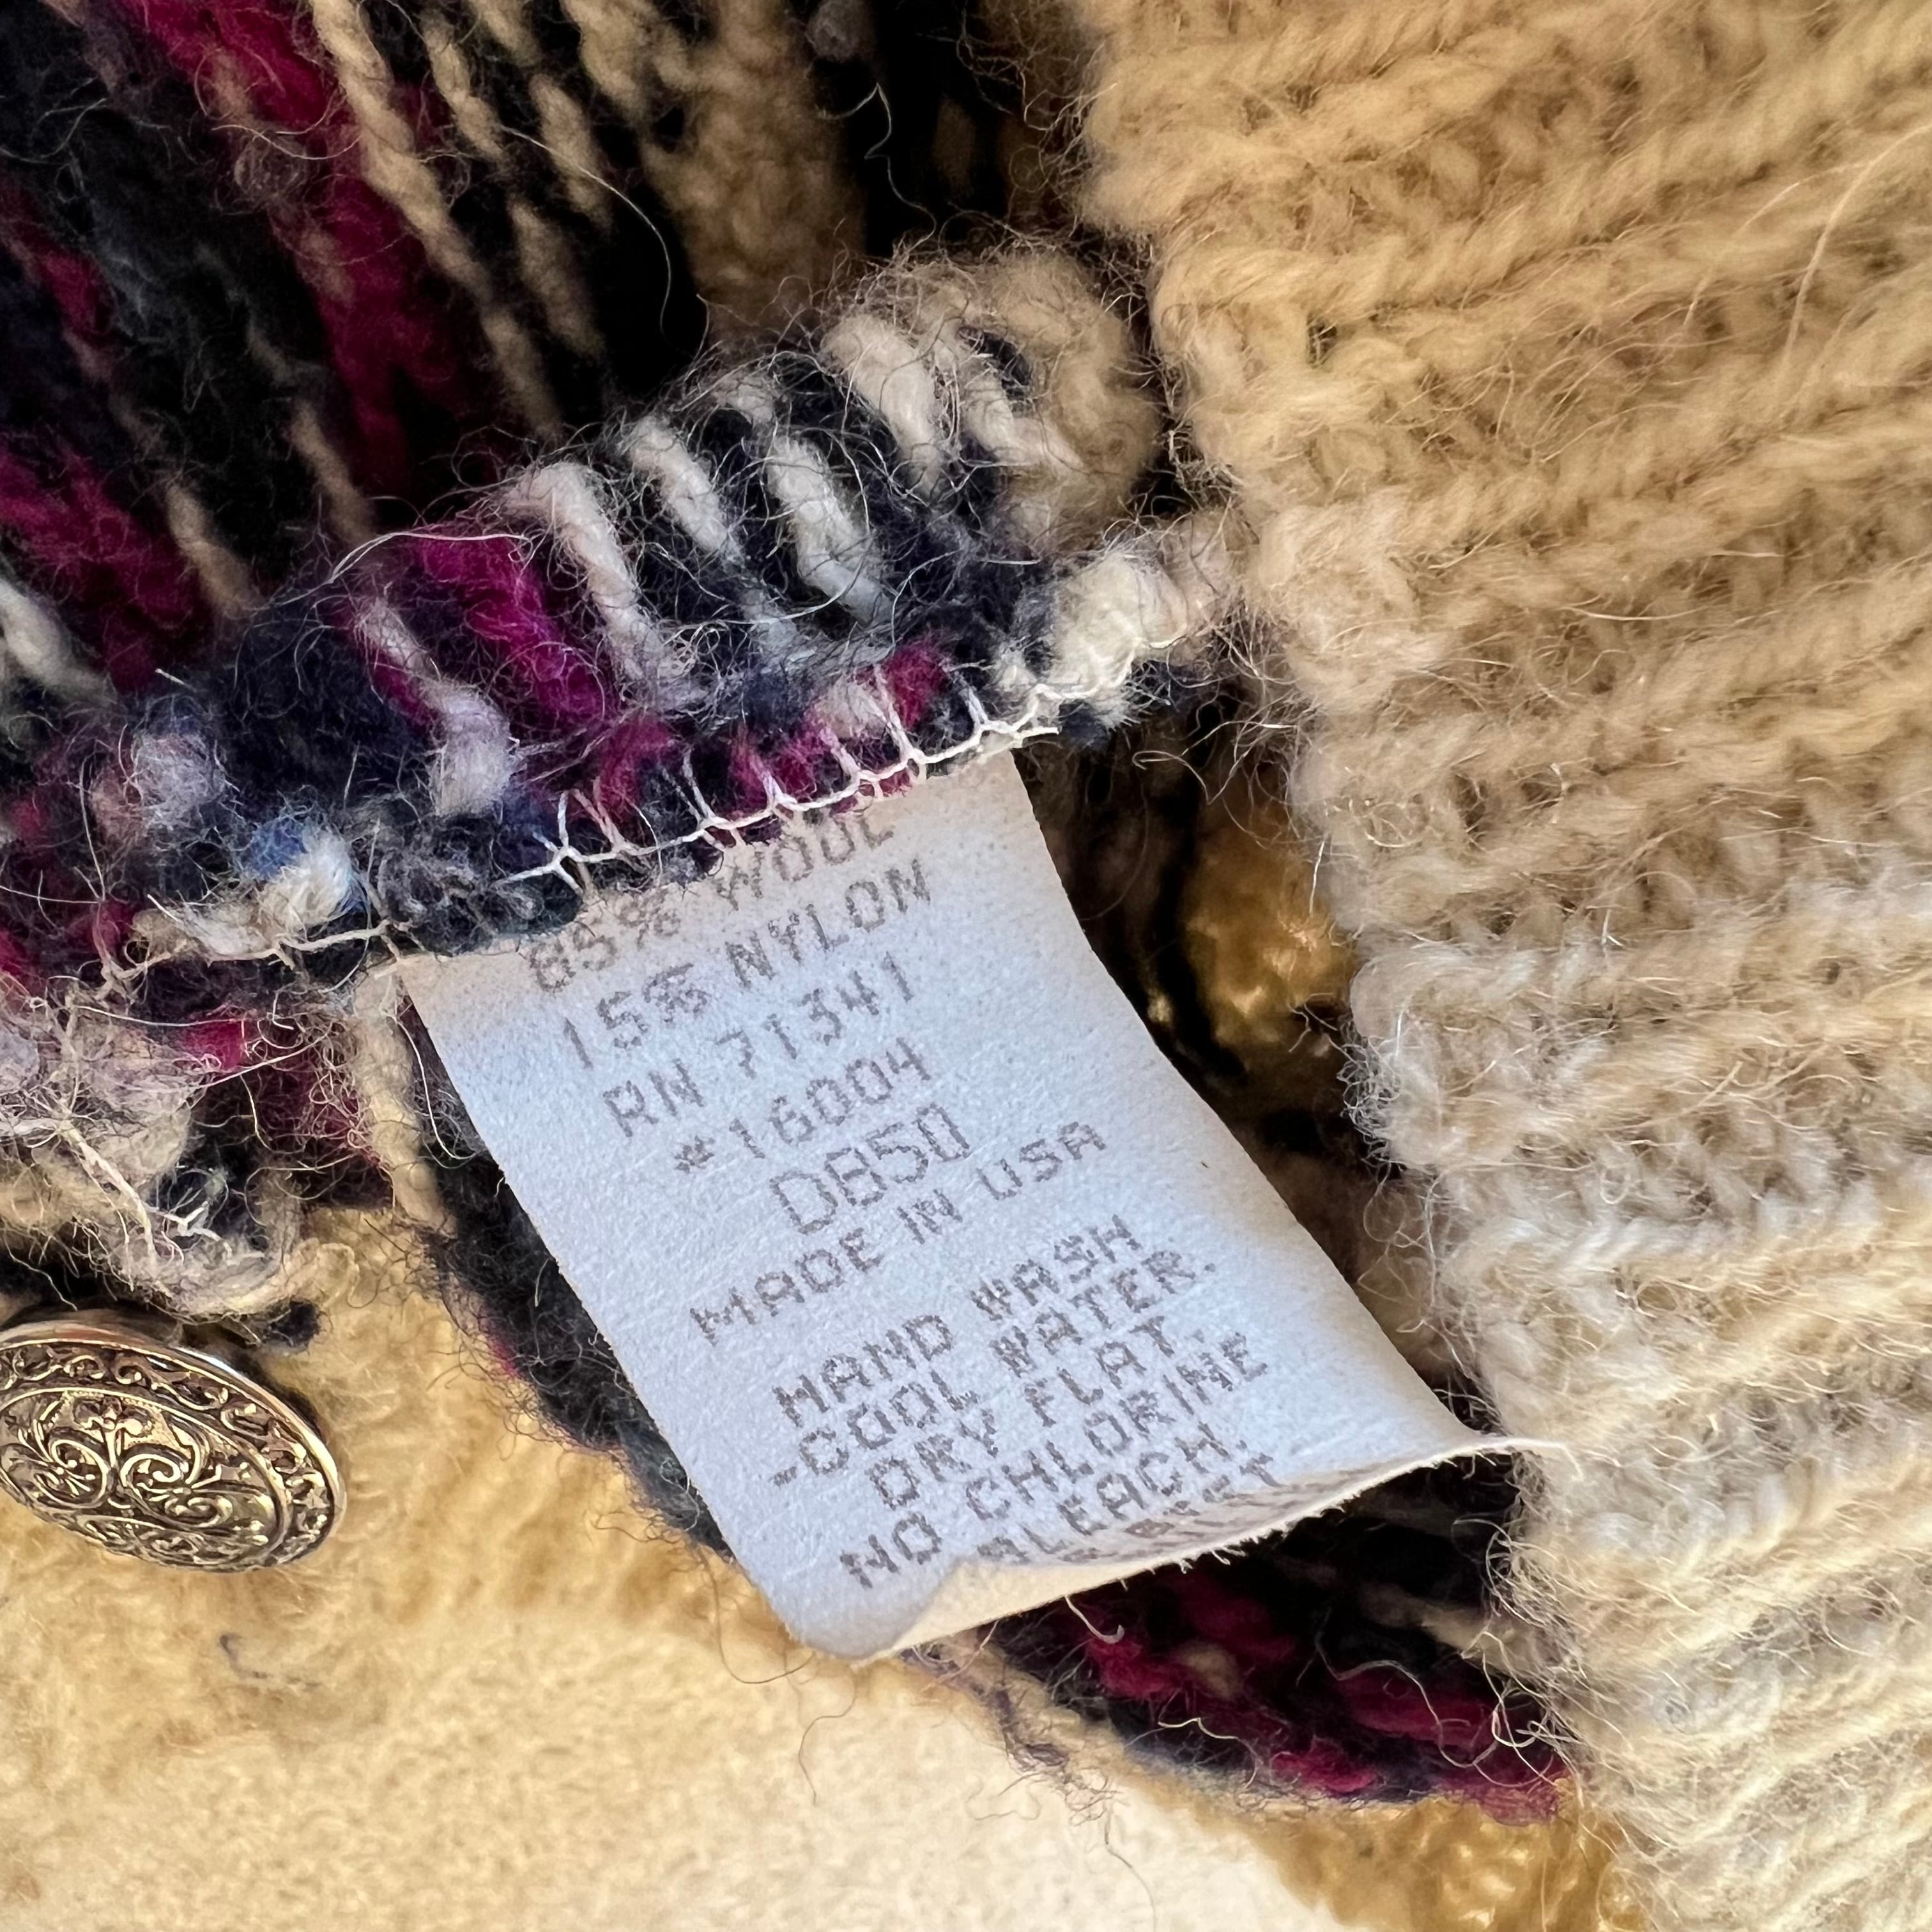 85% WOOL
15% NYLON
RN 71341
#16004
D850
MADE IN USA
HAND WASH
-COOL WATER.
DRY FLAT.
NO CHLORINE
BLEACH.